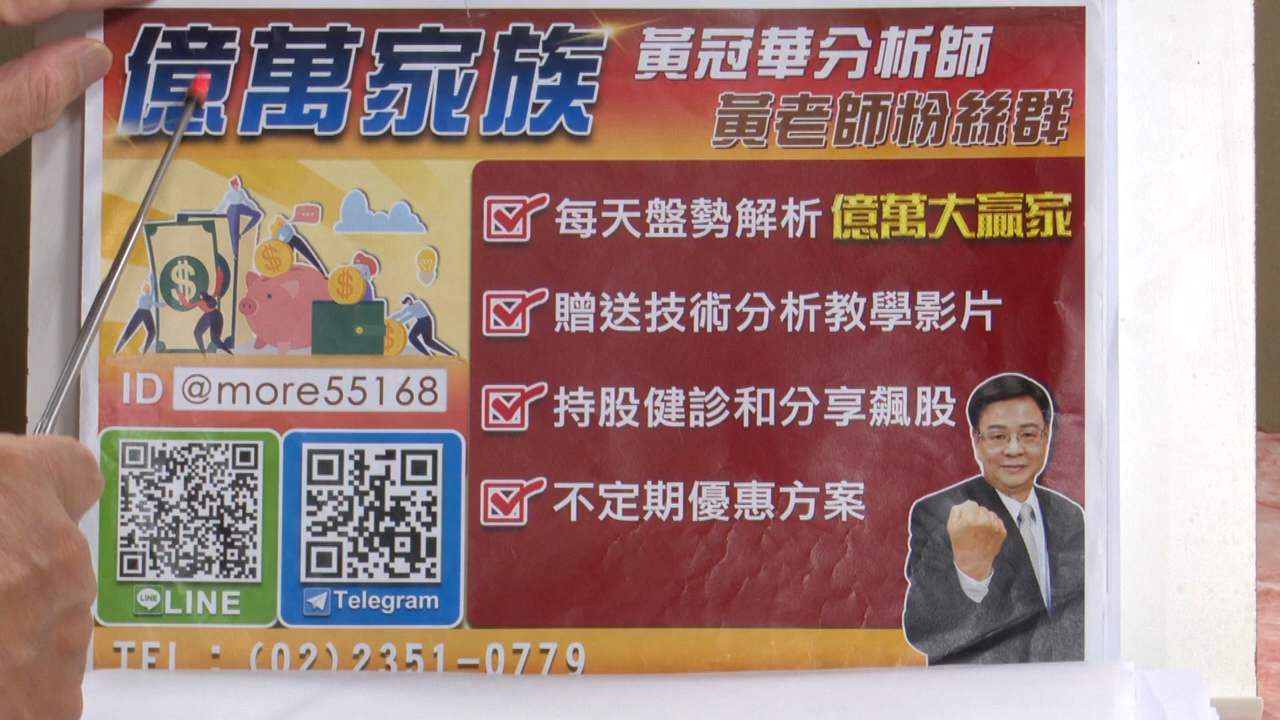 億萬家族
黃冠華分析師
黃老師粉絲群
每天盤勢解析 億萬大贏家
贈送技術分析教學影片
持股健診和分享飆股
不定期優惠方案
ID @more55168
LINE
LINE
Telegram
TEL：(02)2351-0779